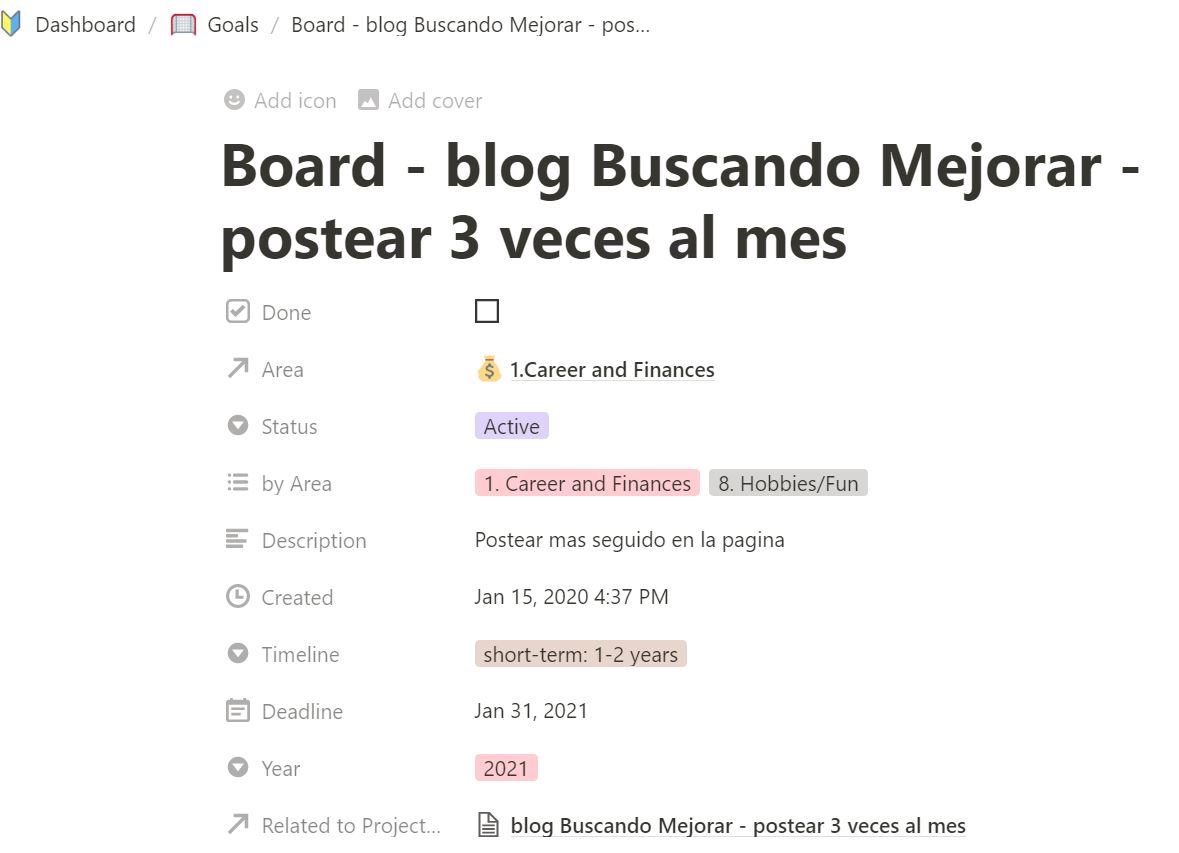 Dashboard / Goals / Board - blog Buscando Mejorar - pos...
Add icon Add cover
Board - blog Buscando Mejorar -
postear 3 veces al mes
Done
Area 1.Career and Finances
Status Active
by Area 1. Career and Finances 8. Hobbies/Fun
Description Postear mas seguido en la pagina
Created Jan 15, 2020 4:37 PM
Timeline short-term: 1-2 years
Deadline Jan 31, 2021
Year 2021
Related to Project... blog Buscando Mejorar - postear 3 veces al mes